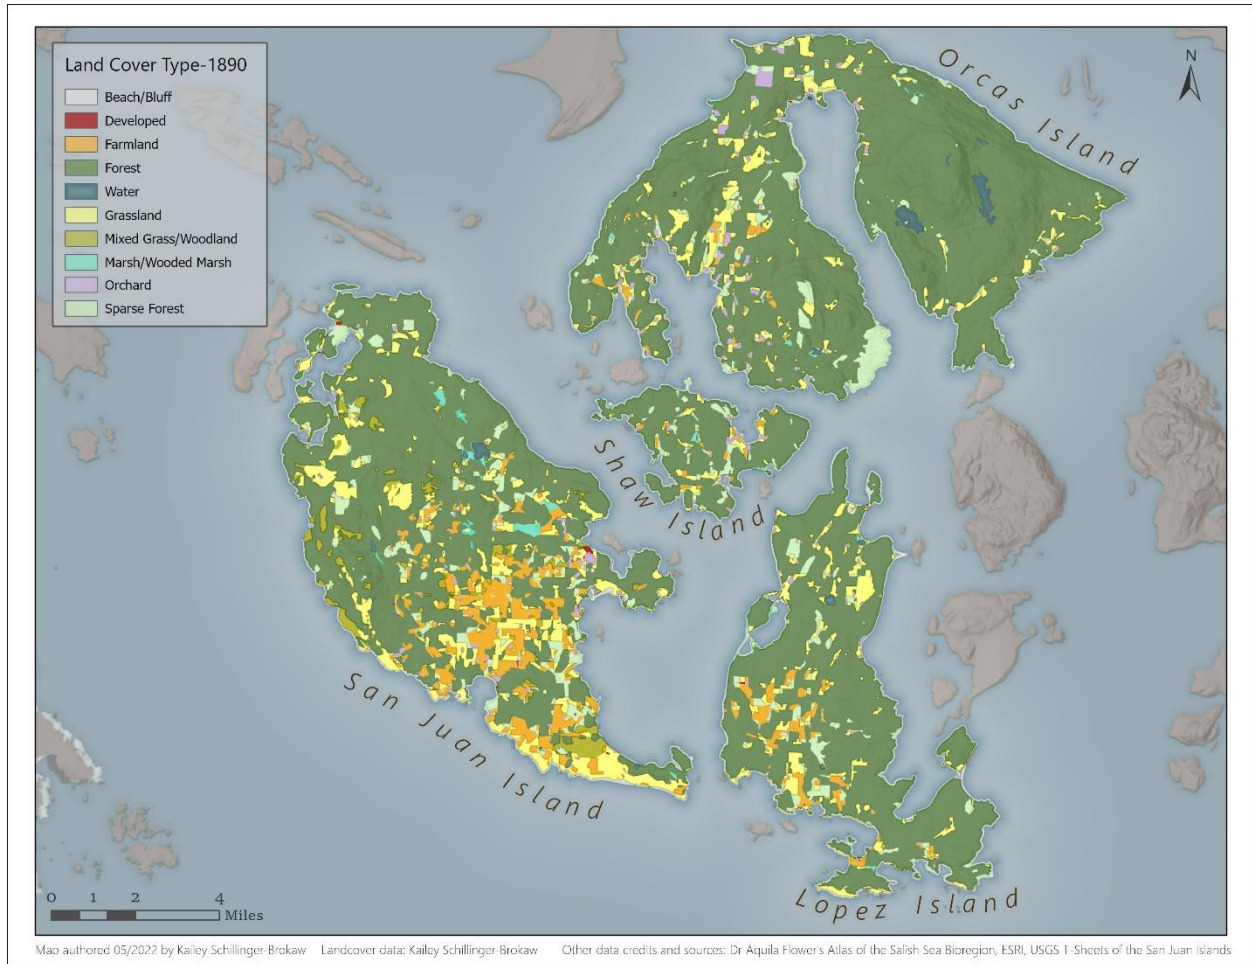 Land Cover Type-1890
Beach/Bluff
Developed
Farmland
Forest
Water
Grassland
Mixed Grass/Woodland
Marsh/Wooded Marsh
Orchard
Sparse Forest
N
Orcas Island
Shaw Island
San Juan Island
Lopez Island
0 1 2 4
Miles
Map authored 05/2022 by Kailey Schillinger-Brokaw Landcover data: Kailey Schillinger-Brokaw Other data credits and sources: Dr Aquila Flower's Atlas of the Salish Sea Bioregion, ESRI, USGS T-Sheets of the San Juan Islands